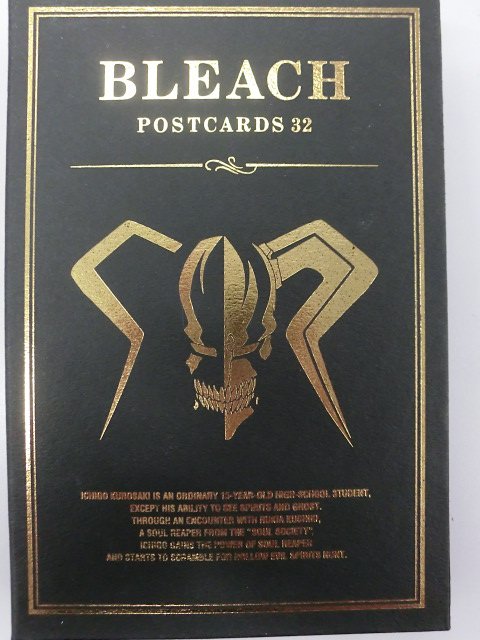 BLEACH
POSTCARDS 32
ICHIGO KUROSAKI IS AN ORDINARY 15-YEAR-OLD HIGH-SCHOOL STUDENT,
EXCEPT HIS ABILITY TO SEE SPIRITS AND GHOST.
THROUGH AN ENCOUNTER WITH RUKIA KUCHIKI,
A SOUL REAPER FROM THE "SOUL SOCIETY"
ICHIGO GAINS THE POWER OF SOUL REAPER
AND STARTS TO SCRAMBLE FOR HOLLOW EVIL SPIRITS HUNT.